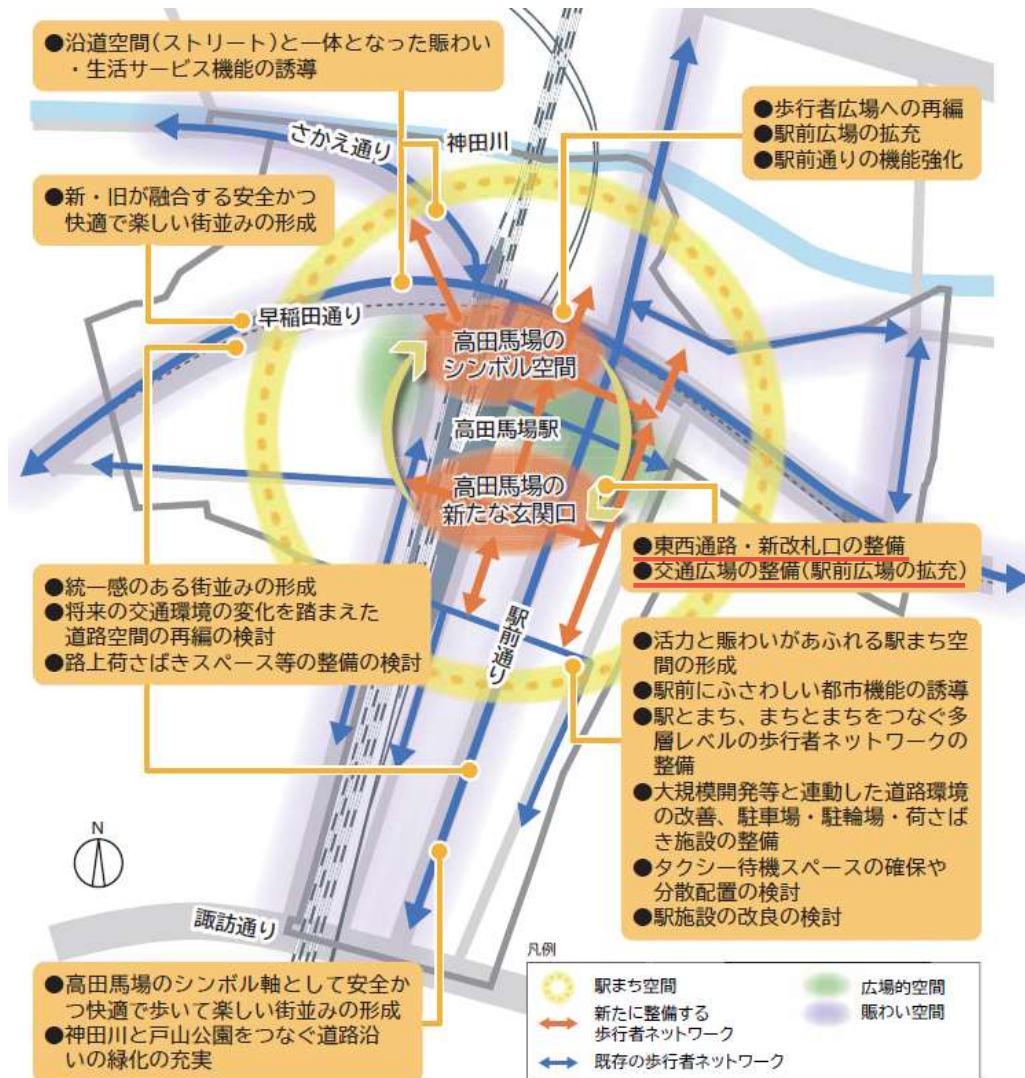 ●沿道空間(ストリート)と一体となった賑わい
・生活サービス機能の誘導
●歩行者広場への再編
●駅前広場の拡充
●駅前通りの機能強化
さかえ通り
神田川
●新・旧が融合する安全かつ
快適で楽しい街並みの形成
早稲田通り
高田馬場の
シンボル空間
高田馬場駅
高田馬場の
新たな玄関口
●東西通路・新改札口の整備
●交通広場の整備(駅前広場の拡充)
●統一感のある街並みの形成
●将来の交通環境の変化を踏まえた
道路空間の再編の検討
●路上荷さばきスペース等の整備の検討
駅前通り
●活力と賑わいがあふれる駅まち空
間の形成
●駅前にふさわしい都市機能の誘導
●駅とまち、まちとまちをつなぐ多
層レベルの歩行者ネットワークの
整備
●大規模開発等と連動した道路環境
の改善、駐車場・駐輪場・荷さば
き施設の整備
●タクシー待機スペースの確保や
分散配置の検討
●駅施設の改良の検討
N
諏訪通り
●高田馬場のシンボル軸として安全か
つ快適で歩いて楽しい街並みの形成
●神田川と戸山公園をつなぐ道路沿
いの緑化の充実
凡例
駅まち空間
広場的空間
新たに整備する
歩行者ネットワーク
賑わい空間
既存の歩行者ネットワーク